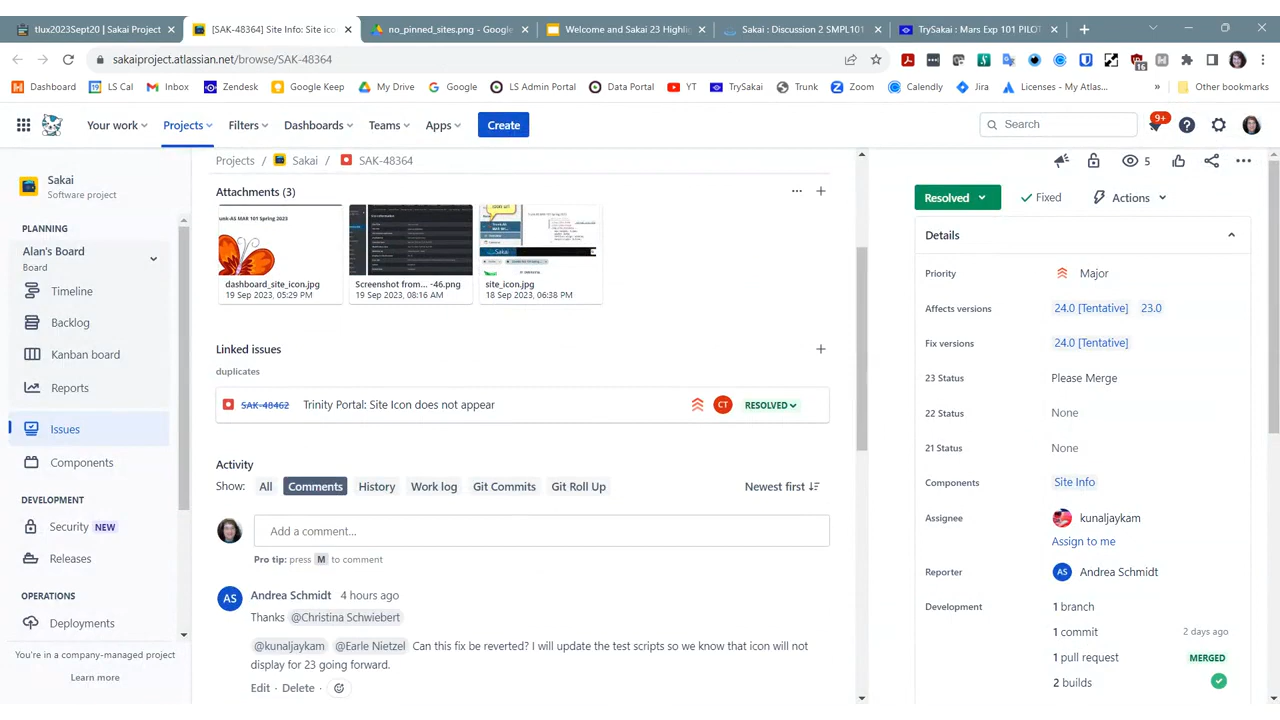 tlux2023Sept20 | Sakai Project
[SAK-48364] Site Info: Site ico
no_pinned_sites.png - Google
Welcome and Sakai 23 Highlig
Sakai : Discussion 2 SMPL101
TrySakai : Mars Exp 101 PILOT
sakaiproject.atlassian.net/browse/SAK-48364
16
Dashboard
LS Cal
Inbox
Zendesk
Google Keep
My Drive
Google
LS Admin Portal
Data Portal
YT
TrySakai
Trunk
Zoom
Calendly
Jira
Licenses - My Atlas...
»
Other bookmarks
Your work
Projects
Filters
Dashboards
Teams
Apps
Create
Search
9+
Sakai
Software project
PLANNING
Alan's Board
Board
Timeline
Backlog
Kanban board
Reports
Issues
Components
DEVELOPMENT
Security NEW
Releases
OPERATIONS
Deployments
You're in a company-managed project
Learn more
Projects / Sakai / SAK-48364
Attachments (3)
unk-AS MAR 101 Spring 2023
dashboard_site_icon.jpg
19 Sep 2023, 05:29 PM
Screenshot from... -46.png
19 Sep 2023, 08:16 AM
site_icon.jpg
18 Sep 2023, 06:38 PM
Linked issues
duplicates
SAK-48462 Trinity Portal: Site Icon does not appear CT RESOLVED
Activity
Show: All Comments History Work log Git Commits Git Roll Up Newest first
Add a comment...
Pro tip: press M to comment
AS Andrea Schmidt 4 hours ago
Thanks @Christina Schwiebert
@kunaljaykam @Earle Nietzel Can this fix be reverted? I will update the test scripts so we know that icon will not
display for 23 going forward.
Edit · Delete ·
5
Resolved
Fixed
Actions
Details
Priority Major
Affects versions 24.0 [Tentative] 23.0
Fix versions 24.0 [Tentative]
23 Status Please Merge
22 Status None
21 Status None
Components Site Info
Assignee kunaljaykam
Assign to me
Reporter AS Andrea Schmidt
Development 1 branch
1 commit 2 days ago
1 pull request MERGED
2 builds